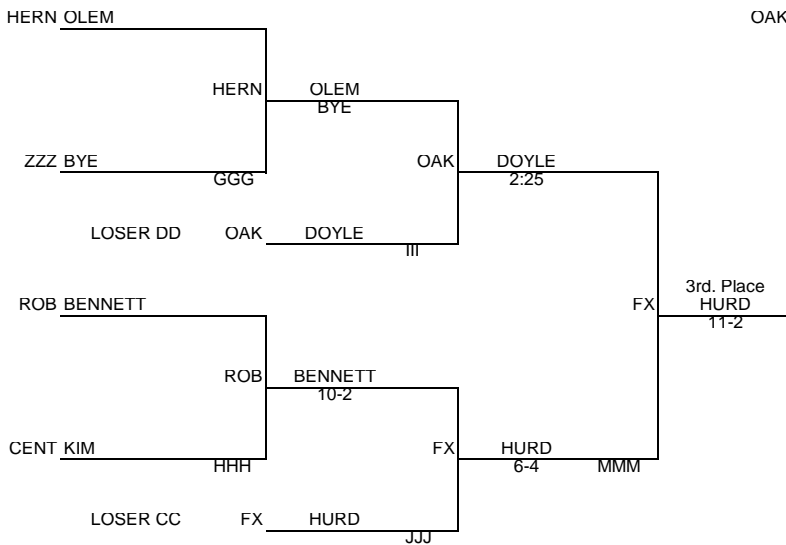 HERN OLEM
OAK
HERN OLEM
BYE
ZZZ BYE
GGG
OAK DOYLE
2:25
LOSER DD OAK DOYLE
III
ROB BENNETT
3rd. Place
FX HURD
11-2
ROB BENNETT
10-2
CENT KIM
HHH
FX HURD
6-4 MMM
LOSER CC FX HURD
JJJ